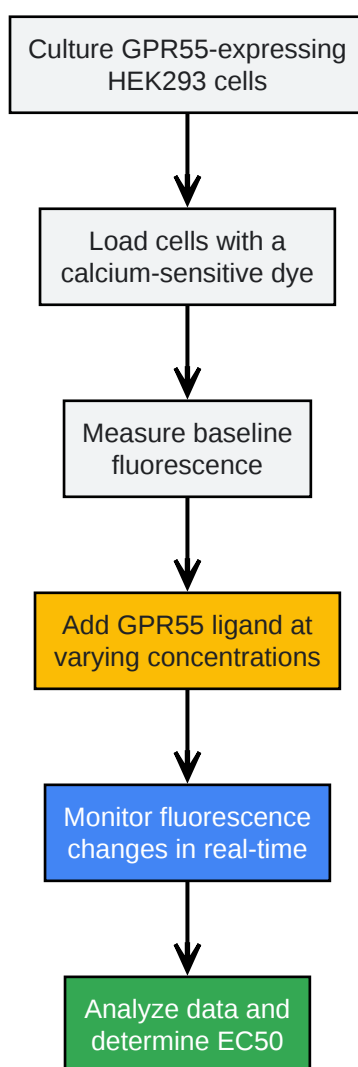 Culture GPR55-expressing
HEK293 cells
Load cells with a
calcium-sensitive dye
Measure baseline
fluorescence
Add GPR55 ligand at
varying concentrations
Monitor fluorescence
changes in real-time
Analyze data and
determine EC50